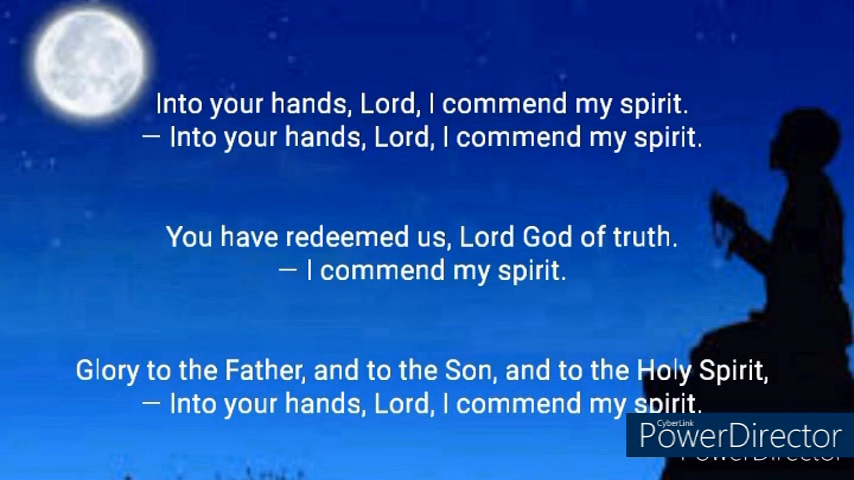 Into your hands, Lord, I commend my spirit.
— Into your hands, Lord, I commend my spirit.
You have redeemed us, Lord God of truth.
— I commend my spirit.
Glory to the Father, and to the Son, and to the Holy Spirit,
— Into your hands, Lord, I commend my spirit.
CyberLink
PowerDirector
PowerDirector